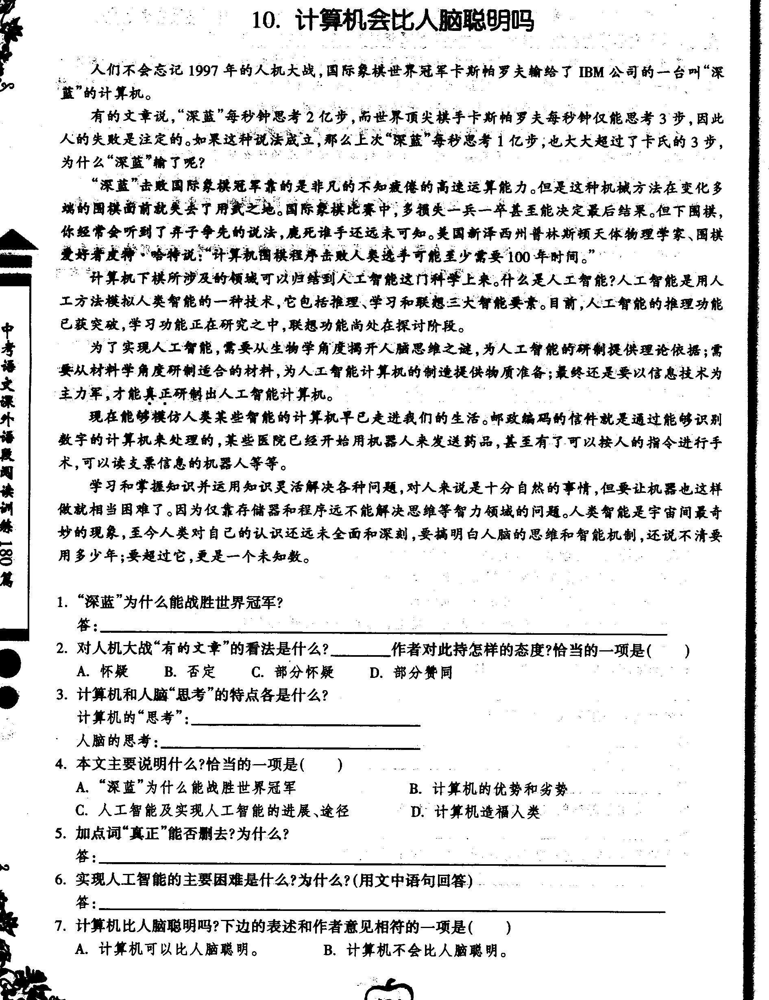 10. 计算机会比人脑聪明吗
人们不会忘记 1997 年的人机大战,国际象棋世界冠军卡斯帕罗夫输给了 IBM 公司的一台叫“深
蓝”的计算机。
有的文章说,“深蓝”每秒钟思考 2 亿步,而世界顶尖棋手卡斯帕罗夫每秒钟仅能思考 3 步,因此
人的失败是注定的。如果这种说法成立,那么上次“深蓝”每秒思考 1 亿步,也大大超过了卡氏的 3 步,
为什么“深蓝”输了呢?
“深蓝”击败国际象棋冠军靠的是非凡的不知疲倦的高速运算能力。但是这种机械方法在变化多
端的围棋面前就失去了用武之地。国际象棋比赛中,多损失一兵一卒甚至能决定最后结果。但下围棋,
你经常会听到了弃子争先的说法,鹿死谁手还远未可知。美国新泽西州普林斯顿天体物理学家、围棋
爱好者皮特·哈特说:“计算机围棋程序击败人类选手可能至少需要 100 年时间。”
计算机下棋所涉及的领域可以归结到人工智能这门科学上来。什么是人工智能?人工智能是用人
工方法模拟人类智能的一种技术,它包括推理、学习和联想三大智能要素。目前,人工智能的推理功能
已获突破,学习功能正在研究之中,联想功能尚处在探讨阶段。
为了实现人工智能,需要从生物学角度揭开人脑思维之谜,为人工智能的研制提供理论依据;需
要从材料学角度研制适合的材料,为人工智能计算机的制造提供物质准备;最终还是要以信息技术为
主力军,才能真正研制出人工智能计算机。
现在能够模仿人类某些智能的计算机早已走进我们的生活。邮政编码的信件就是通过能够识别
数字的计算机来处理的,某些医院已经开始用机器人来发送药品,甚至有了可以按人的指令进行手
术,可以读支票信息的机器人等等。
学习和掌握知识并运用知识灵活解决各种问题,对人来说是十分自然的事情,但要让机器也这样
做就相当困难了。因为仅靠存储器和程序远不能解决思维等智力领域的问题。人类智能是宇宙间最奇
妙的现象,至今人类对自己的认识还远未全面和深刻,要搞明白人脑的思维和智能机制,还说不清要
用多少年;要超过它,更是一个未知数。
1. “深蓝”为什么能战胜世界冠军?
答:
2. 对人机大战“有的文章”的看法是什么?________作者对此持怎样的态度?恰当的一项是(    )
A. 怀疑  B. 否定  C. 部分怀疑  D. 部分赞同
3. 计算机和人脑“思考”的特点各是什么?
计算机的“思考”:
人脑的思考:
4. 本文主要说明什么?恰当的一项是(    )
A. “深蓝”为什么能战胜世界冠军  B. 计算机的优势和劣势
C. 人工智能及实现人工智能的进展、途径  D. 计算机造福人类
5. 加点词“真正”能否删去?为什么?
答:
6. 实现人工智能的主要困难是什么?为什么?(用文中语句回答)
答:
7. 计算机比人脑聪明吗?下边的表述和作者意见相符的一项是(    )
A. 计算机可以比人脑聪明。  B. 计算机不会比人脑聪明。
中考语文课外语段阅读训练 180 篇